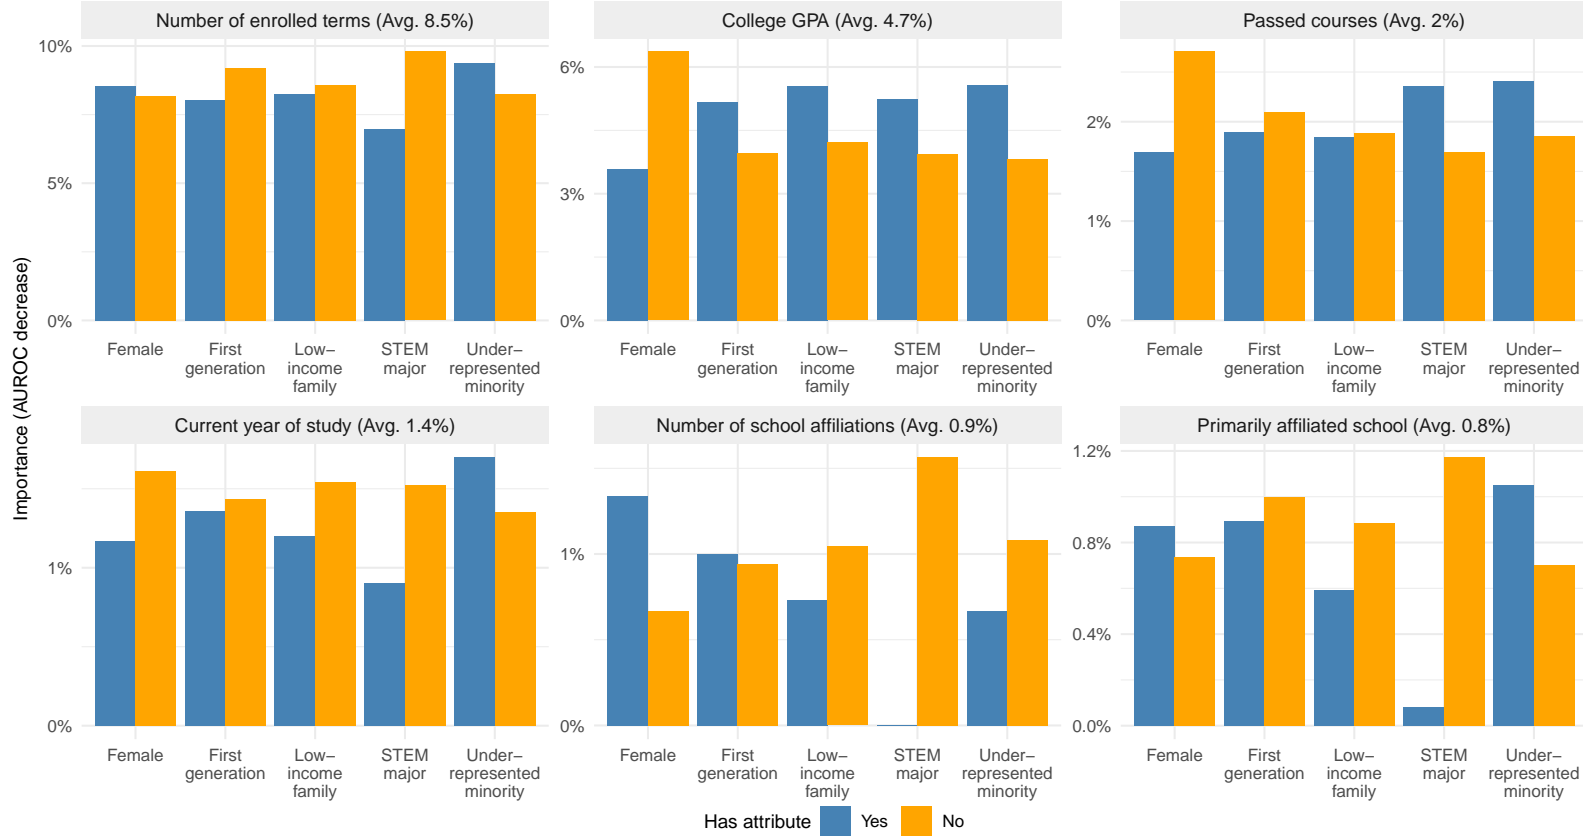 Number of enrolled terms (Avg. 8.5%)
College GPA (Avg. 4.7%)
Passed courses (Avg. 2%)
10%
5%
0%
6%
3%
0%
2%
1%
0%
Female
First
generation
Low−
income
family
STEM
major
Under−
represented
minority
Female
First
generation
Low−
income
family
STEM
major
Under−
represented
minority
Female
First
generation
Low−
income
family
STEM
major
Under−
represented
minority
Importance (AUROC decrease)
Current year of study (Avg. 1.4%)
Number of school affiliations (Avg. 0.9%)
Primarily affiliated school (Avg. 0.8%)
1%
0%
1%
0%
1.2%
0.8%
0.4%
0.0%
Female
First
generation
Low−
income
family
STEM
major
Under−
represented
minority
Female
First
generation
Low−
income
family
STEM
major
Under−
represented
minority
Female
First
generation
Low−
income
family
STEM
major
Under−
represented
minority
Has attribute Yes No